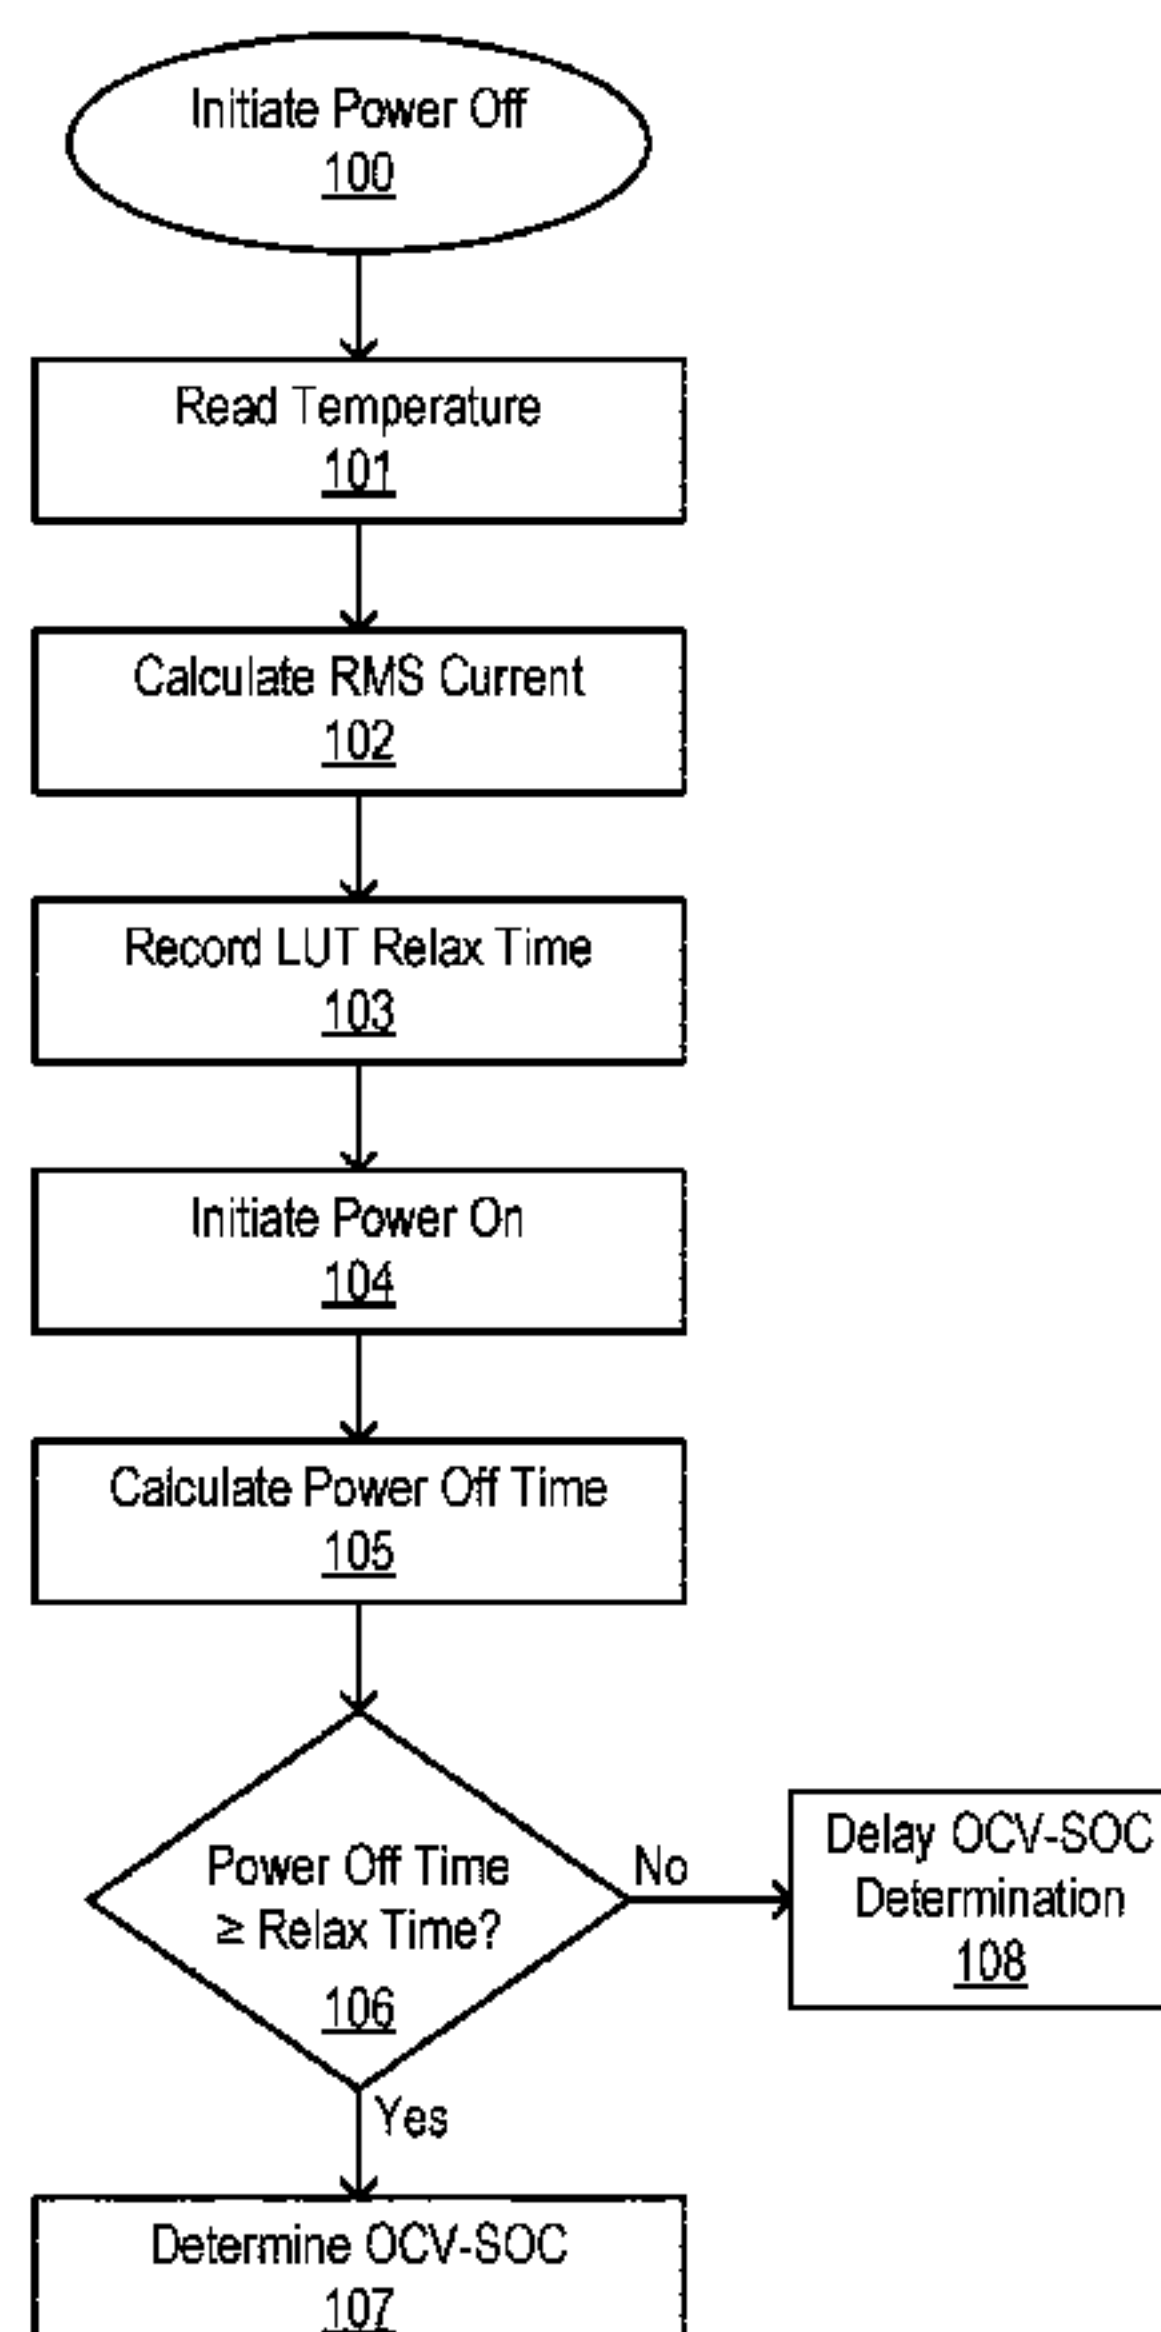 Initiate Power Off
100
Read Temperature
101
Calculate RMS Current
102
Record LUT Relax Time
103
Initiate Power On
104
Calculate Power Off Time
105
Power Off Time
≥ Relax Time?
106
No
Delay OCV-SOC
Determination
108
Yes
Determine OCV-SOC
107